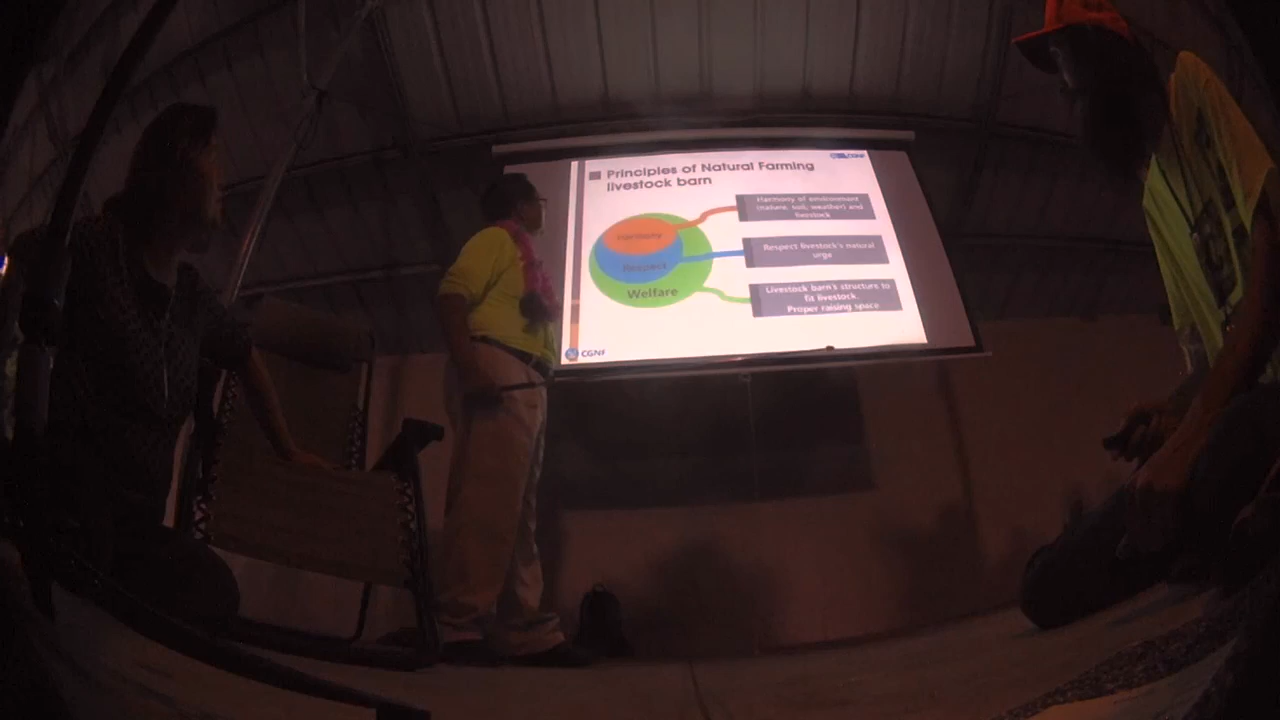 Principles of Natural Farming
livestock barn
Harmony of environment
(nature, soil, weather) and
livestock
Harmony
Respect livestock's natural
urge
Respect
Welfare
Livestock barn's structure to
fit livestock.
Proper raising space
CGNF